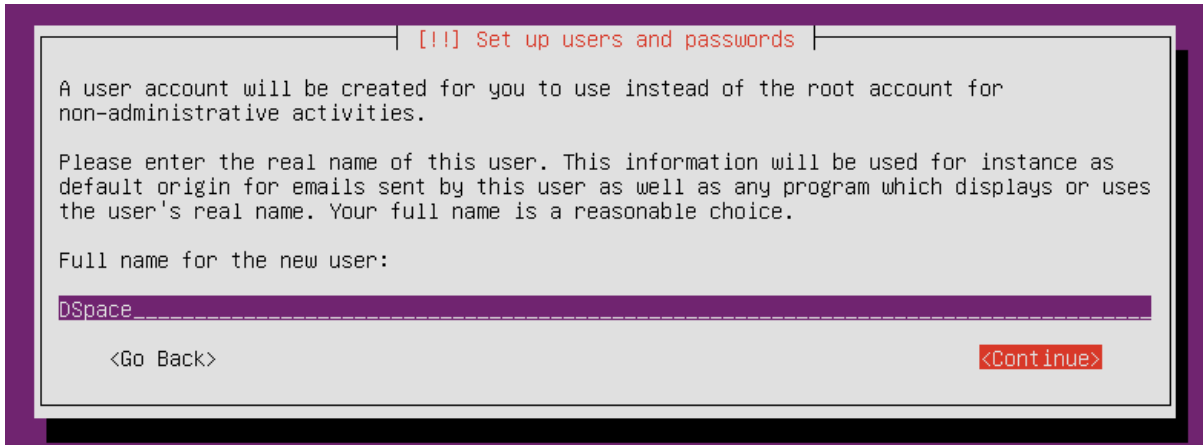 [!!] Set up users and passwords
A user account will be created for you to use instead of the root account for
non-administrative activities.
Please enter the real name of this user. This information will be used for instance as
default origin for emails sent by this user as well as any program which displays or uses
the user's real name. Your full name is a reasonable choice.
Full name for the new user:
DSpace
<Go Back> <Continue>